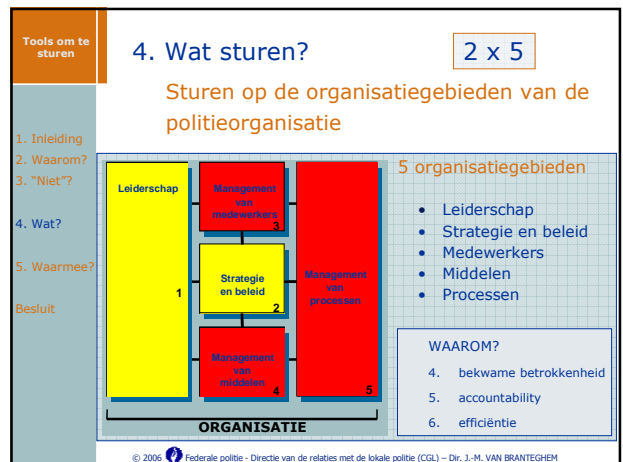 Tools om te
sturen
4. Wat sturen?
2 x 5
Sturen op de organisatiegebieden van de
politieorganisatie
1. Inleiding
2. Waarom?
3. "Niet"?
4. Wat?
5. Waarmee?
Besluit
Leiderschap
1
Management
van
medewerkers
3
Strategie
en beleid
2
Management
van
middelen
4
Management
van
processen
5
ORGANISATIE
5 organisatiegebieden
• Leiderschap
• Strategie en beleid
• Medewerkers
• Middelen
• Processen
WAAROM?
4. bekwame betrokkenheid
5. accountability
6. efficiëntie
© 2006 Federale politie - Directie van de relaties met de lokale politie (CGL) – Dir. J.-M. VAN BRANTEGHEM